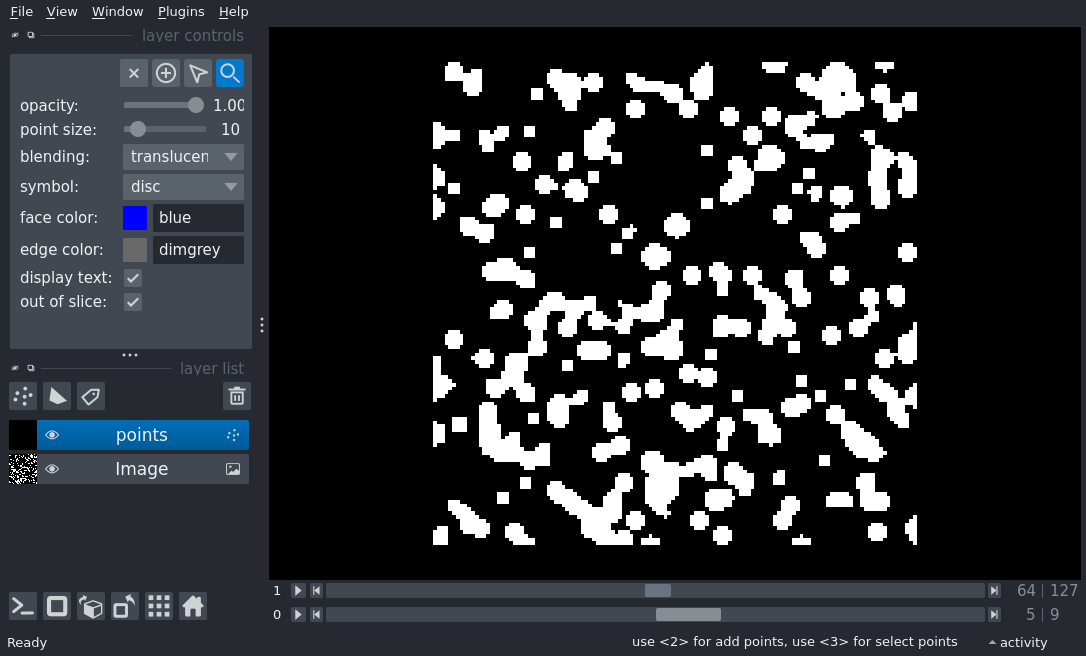 File View Window Plugins Help
layer controls
opacity: 1.00
point size: 10
blending: translucen
symbol: disc
face color: blue
edge color: dimgrey
display text:
out of slice:
layer list
points
Image
1 64 127
0 5 9
Ready use <2> for add points, use <3> for select points activity